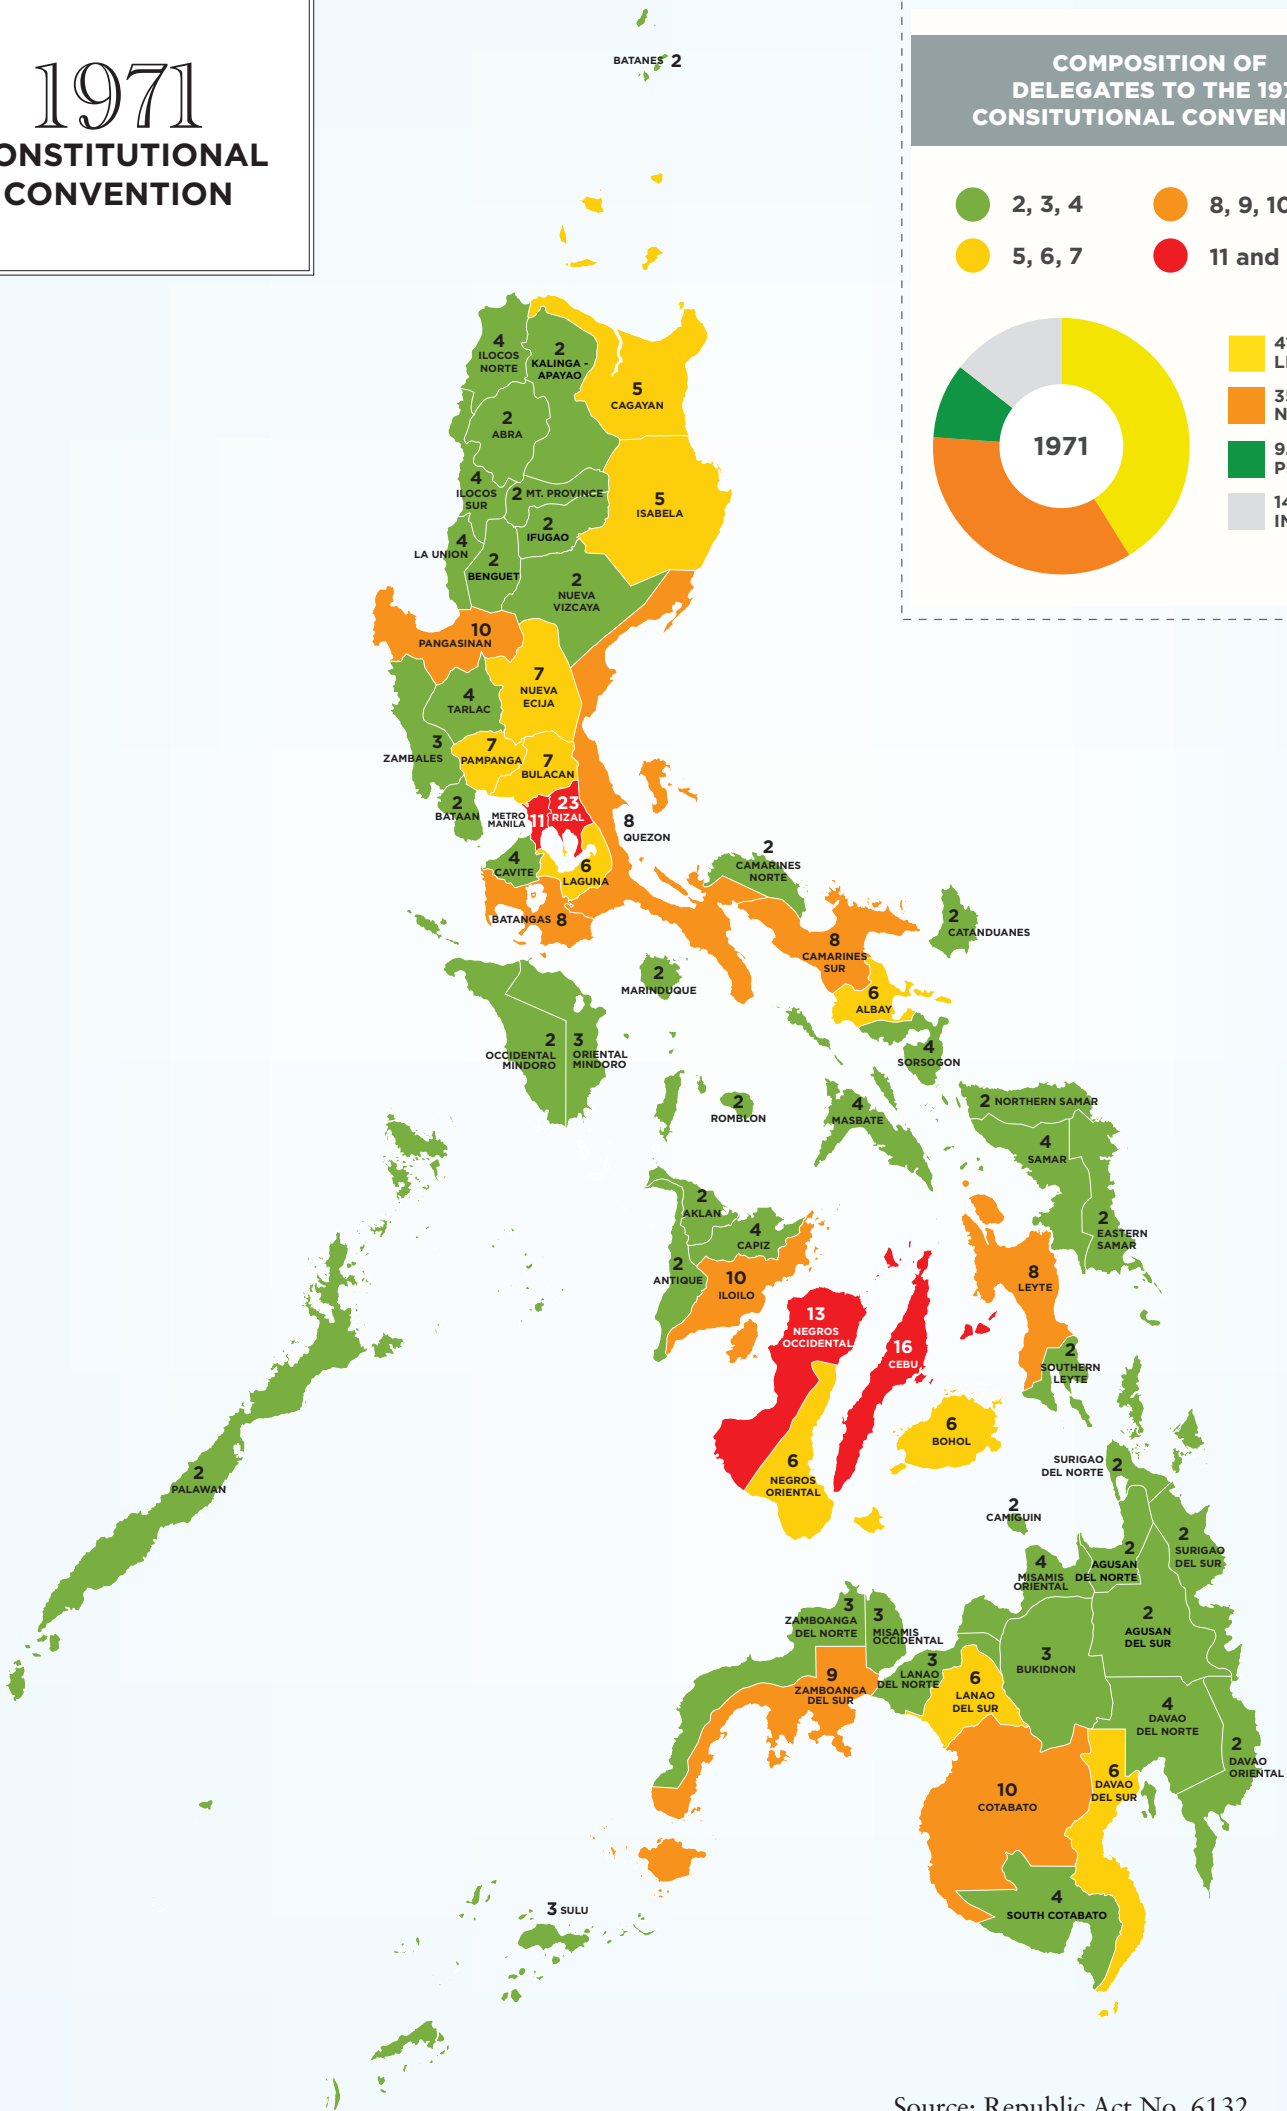 1971
ONSTITUTIONAL
CONVENTION
COMPOSITION OF
DELEGATES TO THE 19
CONSITUTIONAL CONVEN
2, 3, 4
8, 9, 10
5, 6, 7
11 and
1971
BATANES 2
4
ILOCOS
NORTE
2
KALINGA -
APAYAO
5
CAGAYAN
2
ABRA
4
ILOCOS
SUR
2 MT. PROVINCE
5
ISABELA
2
IFUGAO
4
LA UNION
2
BENGUET
2
NUEVA
VIZCAYA
10
PANGASINAN
7
NUEVA
ECIJA
4
TARLAC
3
ZAMBALES
7
PAMPANGA
7
BULACAN
2
BATAAN
METRO
MANILA
11
23
RIZAL
8
QUEZON
4
CAVITE
6
LAGUNA
2
CAMARINES
NORTE
BATANGAS 8
2
CATANDUANES
8
CAMARINES
SUR
2
MARINDUQUE
6
ALBAY
2
OCCIDENTAL
MINDORO
3
ORIENTAL
MINDORO
4
SORSOGON
2
ROMBLON
4
MASBATE
2 NORTHERN SAMAR
4
SAMAR
2
AKLAN
4
CAPIZ
2
EASTERN
SAMAR
2
ANTIQUE
10
ILOILO
8
LEYTE
13
NEGROS
OCCIDENTAL
16
CEBU
2
SOUTHERN
LEYTE
6
BOHOL
6
NEGROS
ORIENTAL
2
PALAWAN
SURIGAO
DEL NORTE
2
2
CAMIGUIN
2
SURIGAO
DEL SUR
4
MISAMIS
ORIENTAL
2
AGUSAN
DEL NORTE
2
AGUSAN
DEL SUR
3
ZAMBOANGA
DEL NORTE
3
MISAMIS
OCCIDENTAL
3
LANAO
DEL NORTE
3
BUKIDNON
9
ZAMBOANGA
DEL SUR
6
LANAO
DEL SUR
4
DAVAO
DEL NORTE
2
DAVAO
ORIENTAL
6
DAVAO
DEL SUR
10
COTABATO
4
SOUTH COTABATO
3 SULU
Source: Republic Act No. 6132